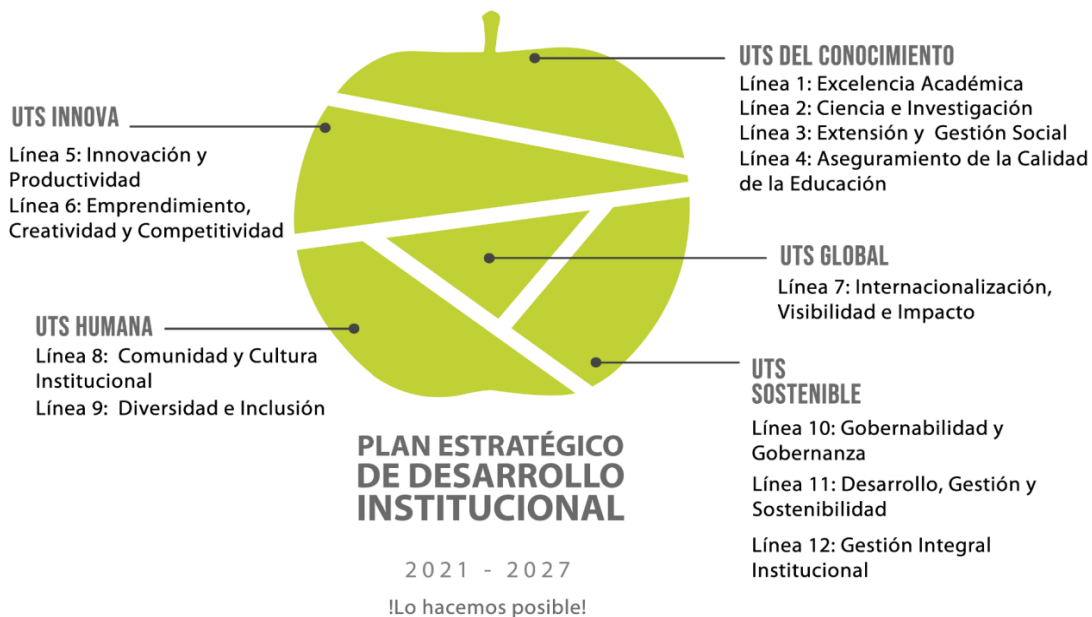 UTS DEL CONOCIMIENTO
Línea 1: Excelencia Académica
Línea 2: Ciencia e Investigación
Línea 3: Extensión y Gestión Social
Línea 4: Aseguramiento de la Calidad
de la Educación
UTS INNOVA
Línea 5: Innovación y
Productividad
Línea 6: Emprendimiento,
Creatividad y Competitividad
UTS GLOBAL
Línea 7: Internacionalización,
Visibilidad e Impacto
UTS HUMANA
Línea 8: Comunidad y Cultura
Institucional
Línea 9: Diversidad e Inclusión
UTS
SOSTENIBLE
Línea 10: Gobernabilidad y
Gobernanza
Línea 11: Desarrollo, Gestión y
Sostenibilidad
Línea 12: Gestión Integral
Institucional
PLAN ESTRATÉGICO
DE DESARROLLO
INSTITUCIONAL
2021 - 2027
!Lo hacemos posible!